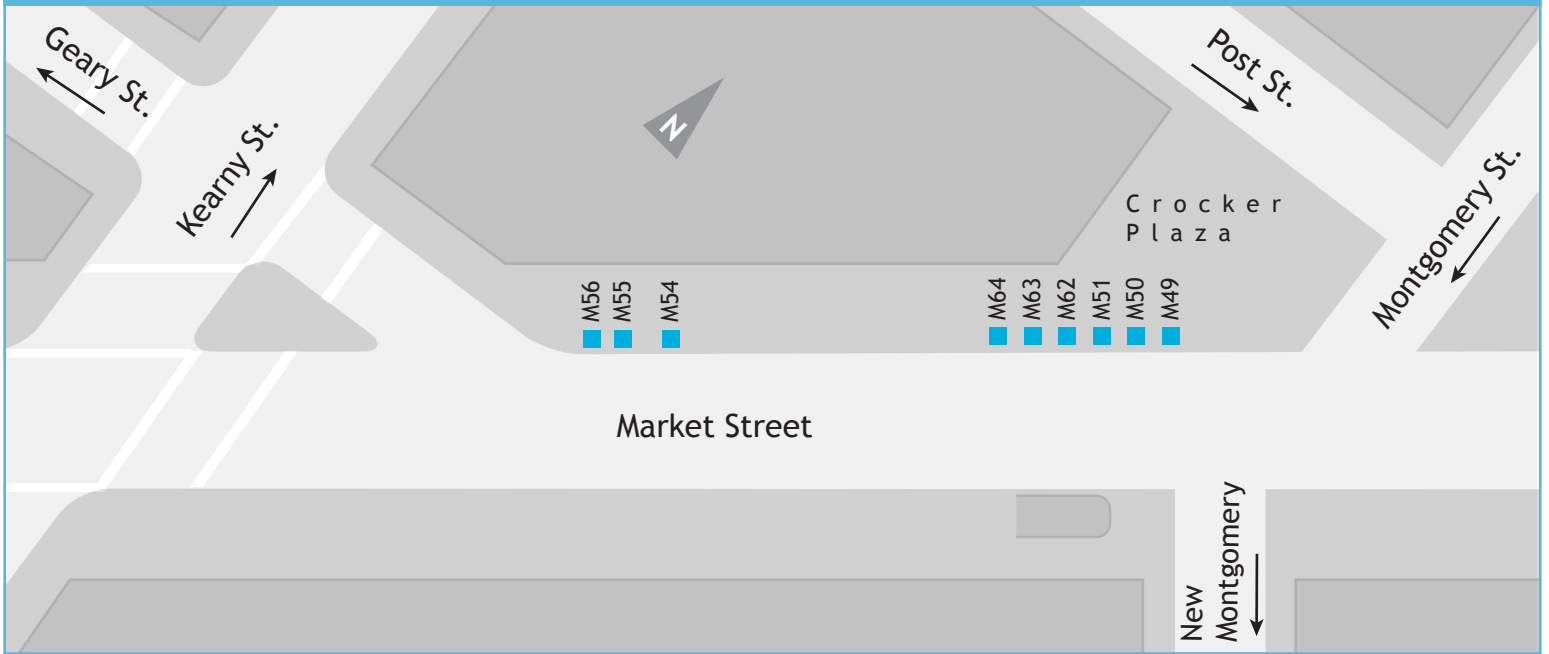 Geary St.
Kearny St.
N
Post St.
Montgomery St.
Crocker
Plaza
M56
M55
M54
M64
M63
M62
M51
M50
M49
Market Street
New
Montgomery